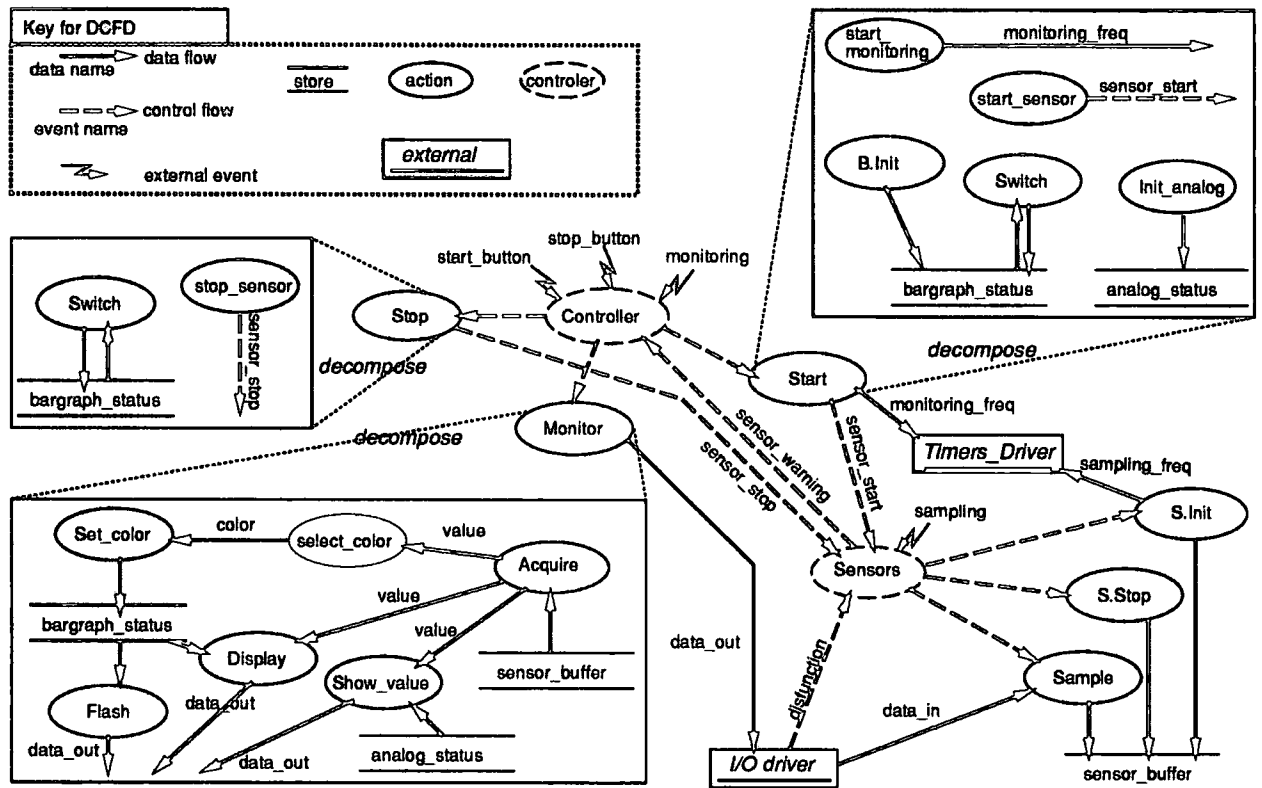 Key for DCFD
data name
data flow
event name
control flow
external event
store
action
controler
external
start_
monitoring
monitoring_freq
start_sensor
sensor_start
B.Init
Switch
Init_analog
bargraph_status
analog_status
decompose
Switch
stop_sensor
sensor_stop
bargraph_status
decompose
start_button
stop_button
monitoring
Stop
Controller
Start
monitoring_freq
Monitor
decompose
sensor_warning
sensor_stop
sensor_start
Timers_Driver
sampling_freq
sampling
S.Init
Sensors
S.Stop
Sample
data_out
disfunction
data_in
I/O driver
sensor_buffer
Set_color
color
select_color
value
Acquire
value
value
bargraph_status
Display
Show_value
sensor_buffer
Flash
data_out
data_out
data_out
analog_status